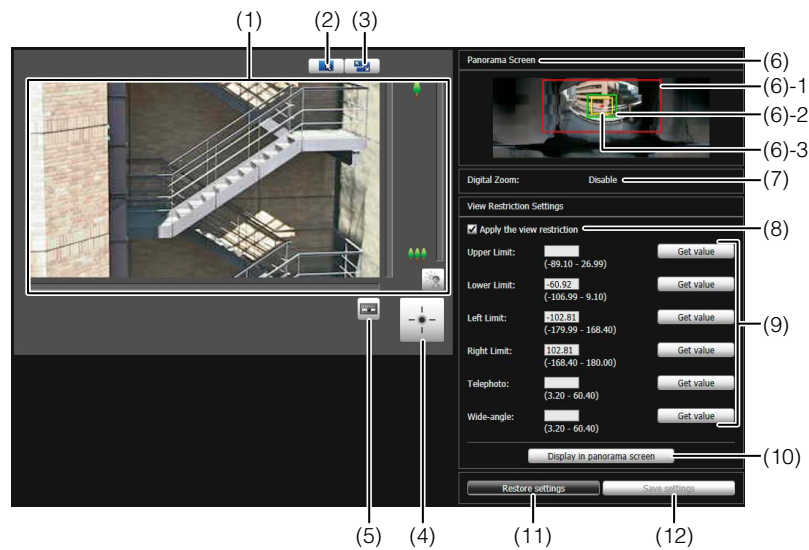 (1) (2) (3)
Panorama Screen
(6)
(6)-1
(6)-2
(6)-3
Digital Zoom: Disable
(7)
View Restriction Settings
Apply the view restriction
(8)
Upper Limit: Get value
(-89.10 - 26.99)
Lower Limit: -60.92 Get value
(-106.99 - 9.10)
Left Limit: -102.81 Get value
(-179.99 - 168.40)
(9)
Right Limit: 102.81 Get value
(-168.40 - 180.00)
Telephoto: Get value
(3.20 - 60.40)
Wide-angle: Get value
(3.20 - 60.40)
Display in panorama screen
(10)
Restore settings Save settings
(5) (4) (11) (12)